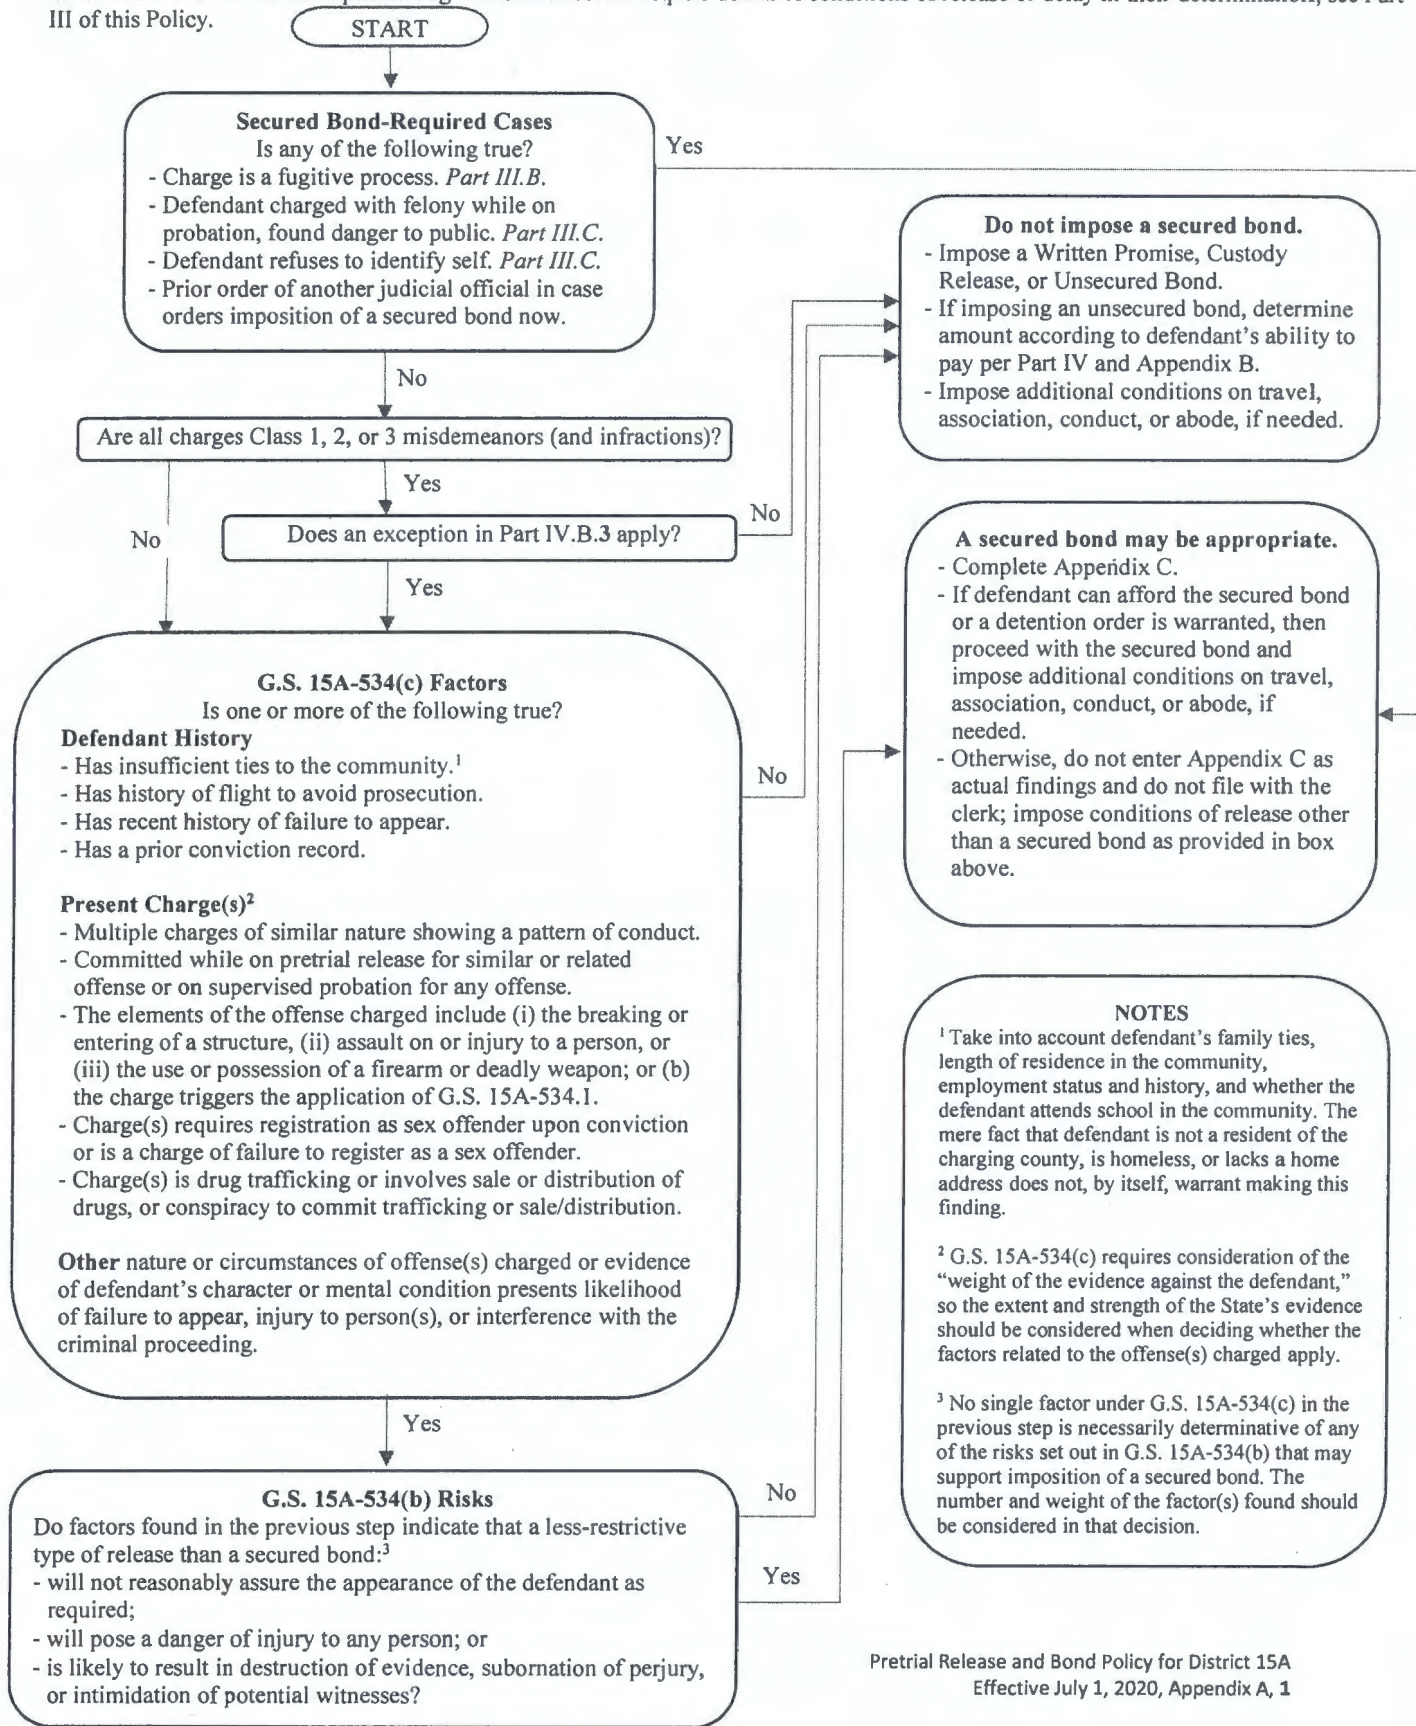 III of this Policy.
START
Secured Bond-Required Cases
Is any of the following true?
- Charge is a fugitive process. Part III.B.
- Defendant charged with felony while on
probation, found danger to public. Part III.C.
- Defendant refuses to identify self. Part III.C.
- Prior order of another judicial official in case
orders imposition of a secured bond now.
Yes
No
Are all charges Class 1, 2, or 3 misdemeanors (and infractions)?
Yes
No
Does an exception in Part IV.B.3 apply?
No
Yes
Do not impose a secured bond.
- Impose a Written Promise, Custody
Release, or Unsecured Bond.
- If imposing an unsecured bond, determine
amount according to defendant's ability to
pay per Part IV and Appendix B.
- Impose additional conditions on travel,
association, conduct, or abode, if needed.
A secured bond may be appropriate.
- Complete Appendix C.
- If defendant can afford the secured bond
or a detention order is warranted, then
proceed with the secured bond and
impose additional conditions on travel,
association, conduct, or abode, if
needed.
- Otherwise, do not enter Appendix C as
actual findings and do not file with the
clerk; impose conditions of release other
than a secured bond as provided in box
above.
G.S. 15A-534(c) Factors
Is one or more of the following true?
Defendant History
- Has insufficient ties to the community.¹
- Has history of flight to avoid prosecution.
- Has recent history of failure to appear.
- Has a prior conviction record.
Present Charge(s)²
- Multiple charges of similar nature showing a pattern of conduct.
- Committed while on pretrial release for similar or related
offense or on supervised probation for any offense.
- The elements of the offense charged include (i) the breaking or
entering of a structure, (ii) assault on or injury to a person, or
(iii) the use or possession of a firearm or deadly weapon; or (b)
the charge triggers the application of G.S. 15A-534.1.
- Charge(s) requires registration as sex offender upon conviction
or is a charge of failure to register as a sex offender.
- Charge(s) is drug trafficking or involves sale or distribution of
drugs, or conspiracy to commit trafficking or sale/distribution.
Other nature or circumstances of offense(s) charged or evidence
of defendant's character or mental condition presents likelihood
of failure to appear, injury to person(s), or interference with the
criminal proceeding.
No
Yes
G.S. 15A-534(b) Risks
Do factors found in the previous step indicate that a less-restrictive
type of release than a secured bond:³
- will not reasonably assure the appearance of the defendant as
required;
- will pose a danger of injury to any person; or
- is likely to result in destruction of evidence, subornation of perjury,
or intimidation of potential witnesses?
No
Yes
NOTES
¹ Take into account defendant's family ties,
length of residence in the community,
employment status and history, and whether the
defendant attends school in the community. The
mere fact that defendant is not a resident of the
charging county, is homeless, or lacks a home
address does not, by itself, warrant making this
finding.
² G.S. 15A-534(c) requires consideration of the
“weight of the evidence against the defendant,”
so the extent and strength of the State's evidence
should be considered when deciding whether the
factors related to the offense(s) charged apply.
³ No single factor under G.S. 15A-534(c) in the
previous step is necessarily determinative of any
of the risks set out in G.S. 15A-534(b) that may
support imposition of a secured bond. The
number and weight of the factor(s) found should
be considered in that decision.
Pretrial Release and Bond Policy for District 15A
Effective July 1, 2020, Appendix A, 1